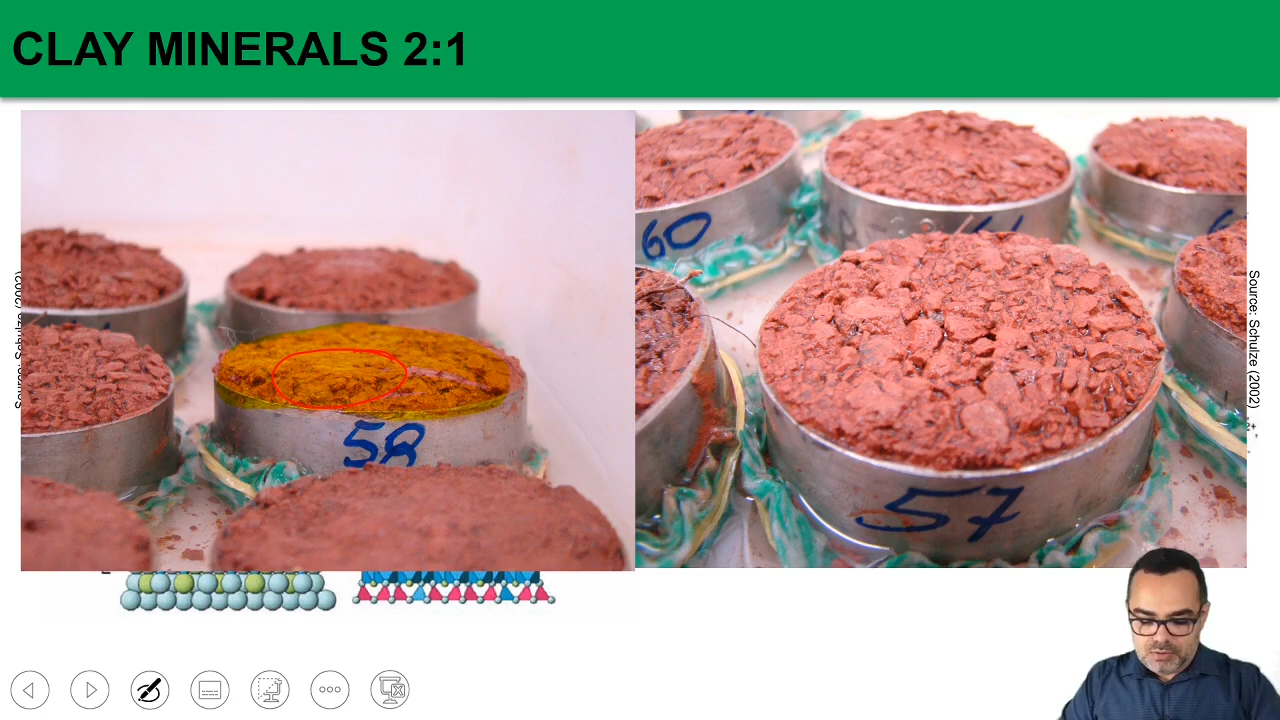 CLAY MINERALS 2:1
60
58
57
Source: Schulze (2002)
Source: Schulze (2002)